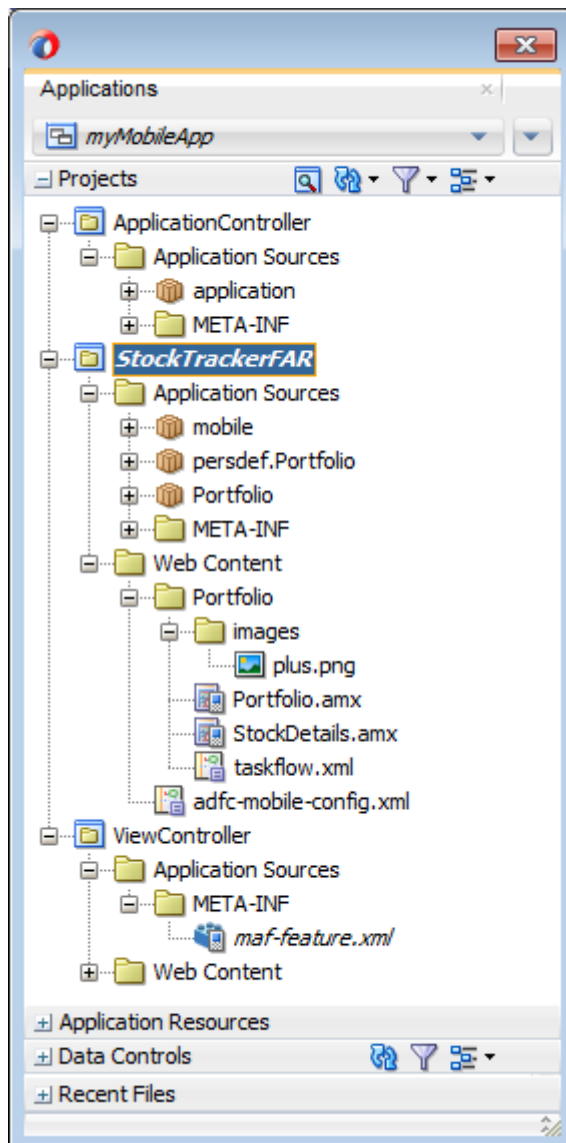 Applications
myMobileApp
Projects
ApplicationController
Application Sources
application
META-INF
StockTrackerFAR
Application Sources
mobile
persdef.Portfolio
Portfolio
META-INF
Web Content
Portfolio
images
plus.png
Portfolio.amx
StockDetails.amx
taskflow.xml
adfc-mobile-config.xml
ViewController
Application Sources
META-INF
maf-feature.xml
Web Content
Application Resources
Data Controls
Recent Files